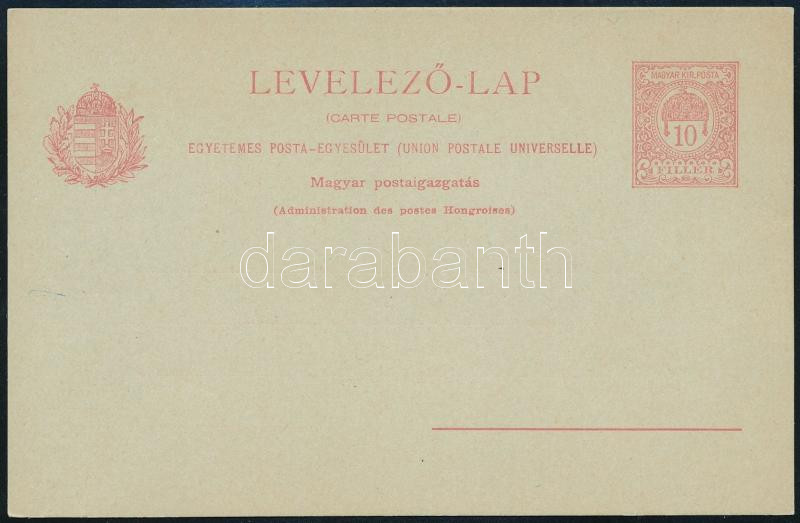 LEVELEZŐ-LAP
(CARTE POSTALE)
EGYETEMES POSTA-EGYESÜLET (UNION POSTALE UNIVERSELLE)
Magyar postaigazgatás
(Administration des postes Hongroises)
MAGYAR KIR. POSTA
10
FILLER
darabanth